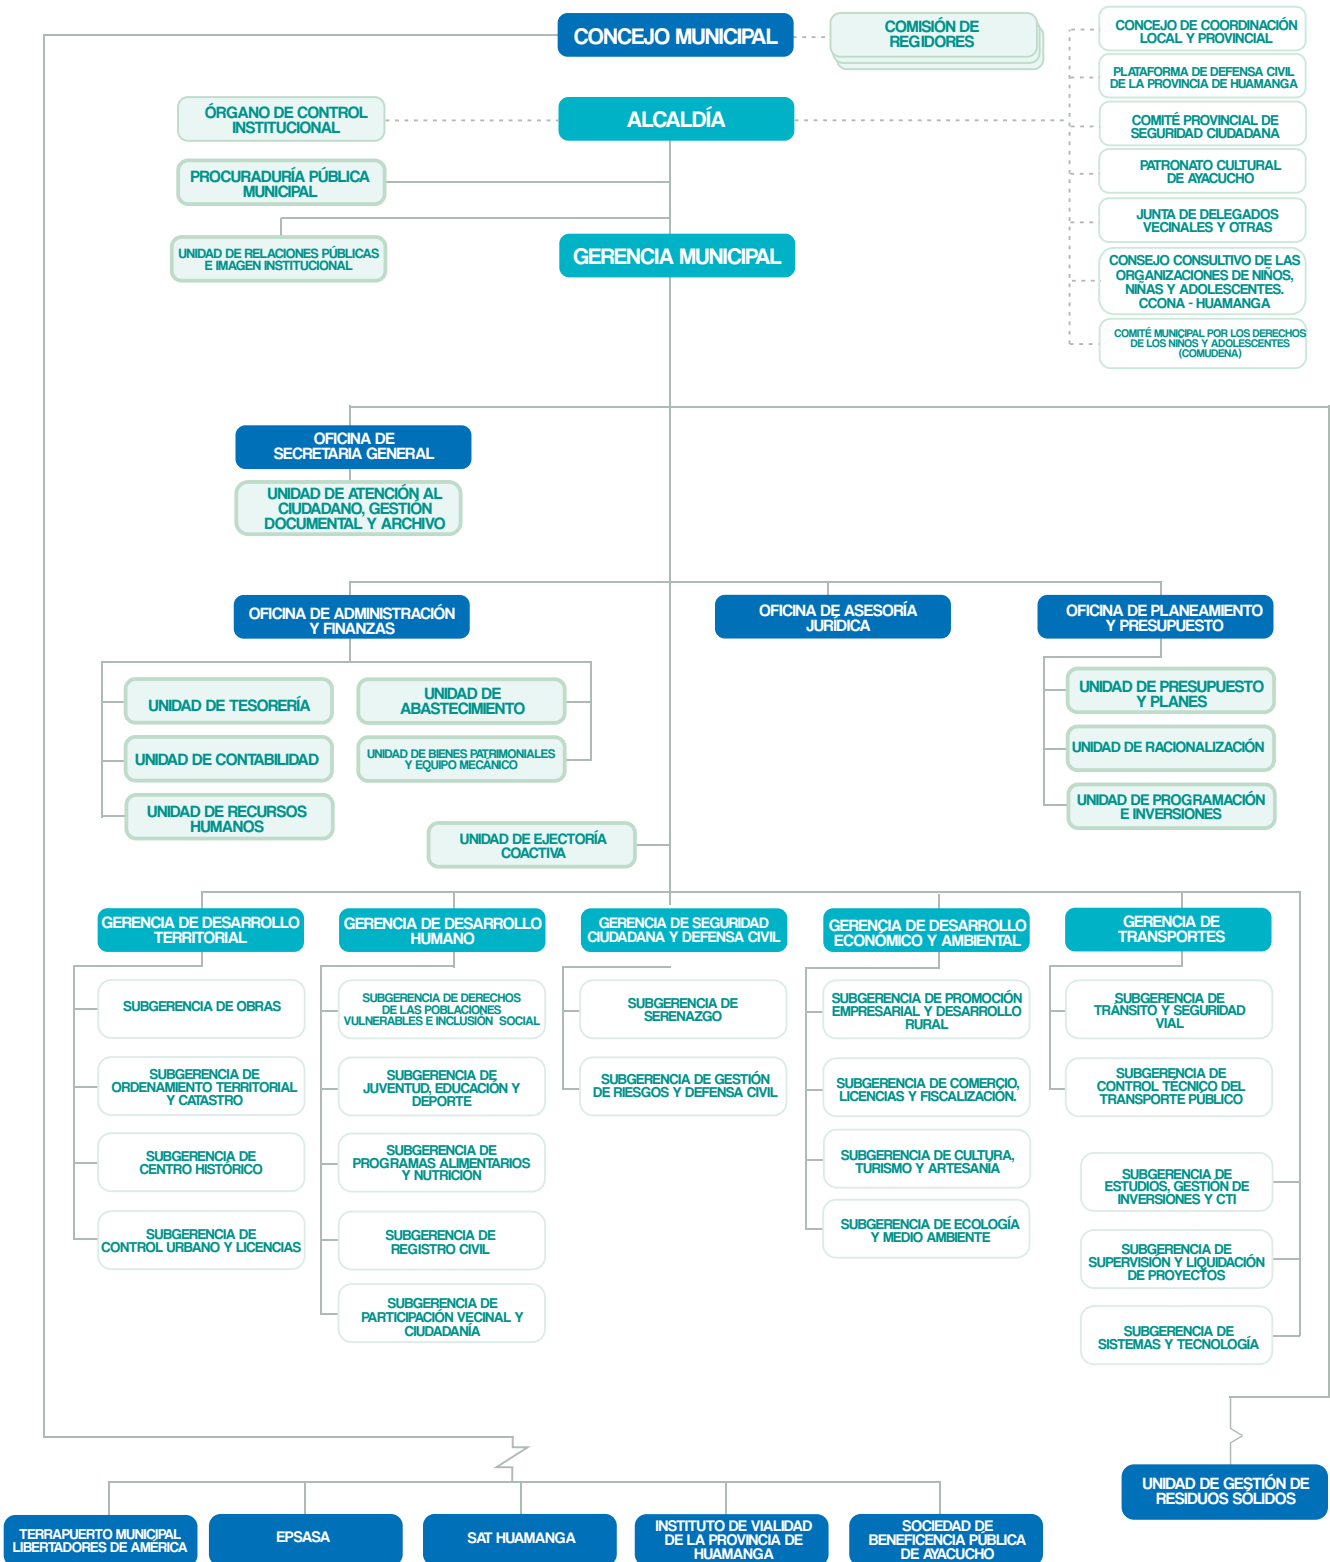 CONCEJO MUNICIPAL
COMISIÓN DE
REGIDORES
CONCEJO DE COORDINACIÓN
LOCAL Y PROVINCIAL
PLATAFORMA DE DEFENSA CIVIL
DE LA PROVINCIA DE HUAMANGA
COMITÉ PROVINCIAL DE
SEGURIDAD CIUDADANA
PATRONATO CULTURAL
DE AYACUCHO
JUNTA DE DELEGADOS
VECINALES Y OTRAS
CONSEJO CONSULTIVO DE LAS
ORGANIZACIONES DE NIÑOS,
NIÑAS Y ADOLESCENTES.
CCONA - HUAMANGA
COMITÉ MUNICIPAL POR LOS DERECHOS
DE LOS NIÑOS Y ADOLESCENTES
(COMUDENA)
ALCALDÍA
ÓRGANO DE CONTROL
INSTITUCIONAL
PROCURADURÍA PÚBLICA
MUNICIPAL
UNIDAD DE RELACIONES PÚBLICAS
E IMAGEN INSTITUCIONAL
GERENCIA MUNICIPAL
OFICINA DE
SECRETARIA GENERAL
UNIDAD DE ATENCIÓN AL
CIUDADANO, GESTIÓN
DOCUMENTAL Y ARCHIVO
OFICINA DE ADMINISTRACIÓN
Y FINANZAS
OFICINA DE ASESORÍA
JURÍDICA
OFICINA DE PLANEAMIENTO
Y PRESUPUESTO
UNIDAD DE TESORERÍA
UNIDAD DE CONTABILIDAD
UNIDAD DE RECURSOS
HUMANOS
UNIDAD DE
ABASTECIMIENTO
UNIDAD DE BIENES PATRIMONIALES
Y EQUIPO MECÁNICO
UNIDAD DE PRESUPUESTO
Y PLANES
UNIDAD DE RACIONALIZACIÓN
UNIDAD DE PROGRAMACIÓN
E INVERSIONES
UNIDAD DE EJECTORÍA
COACTIVA
GERENCIA DE DESARROLLO
TERRITORIAL
SUBGERENCIA DE OBRAS
SUBGERENCIA DE
ORDENAMIENTO TERRITORIAL
Y CATASTRO
SUBGERENCIA DE
CENTRO HISTÓRICO
SUBGERENCIA DE
CONTROL URBANO Y LICENCIAS
GERENCIA DE DESARROLLO
HUMANO
SUBGERENCIA DE DERECHOS
DE LAS POBLACIONES
VULNERABLES E INCLUSIÓN SOCIAL
SUBGERENCIA DE
JUVENTUD, EDUCACIÓN Y
DEPORTE
SUBGERENCIA DE
PROGRAMAS ALIMENTARIOS
Y NUTRICIÓN
SUBGERENCIA DE
REGISTRO CIVIL
SUBGERENCIA DE
PARTICIPACIÓN VECINAL Y
CIUDADANÍA
GERENCIA DE SEGURIDAD
CIUDADANA Y DEFENSA CIVIL
SUBGERENCIA DE
SERENAZGO
SUBGERENCIA DE GESTIÓN
DE RIESGOS Y DEFENSA CIVIL
GERENCIA DE DESARROLLO
ECONÓMICO Y AMBIENTAL
SUBGERENCIA DE PROMOCIÓN
EMPRESARIAL Y DESARROLLO
RURAL
SUBGERENCIA DE COMERCIO,
LICENCIAS Y FISCALIZACIÓN.
SUBGERENCIA DE CULTURA,
TURISMO Y ARTESANÍA
SUBGERENCIA DE ECOLOGÍA
Y MEDIO AMBIENTE
GERENCIA DE
TRANSPORTES
SUBGERENCIA DE
TRÁNSITO Y SEGURIDAD
VIAL
SUBGERENCIA DE
CONTROL TÉCNICO DEL
TRANSPORTE PÚBLICO
SUBGERENCIA DE
ESTUDIOS, GESTIÓN DE
INVERSIONES Y CTI
SUBGERENCIA DE
SUPERVISIÓN Y LIQUIDACIÓN
DE PROYECTOS
SUBGERENCIA DE
SISTEMAS Y TECNOLOGÍA
UNIDAD DE GESTIÓN DE
RESIDUOS SÓLIDOS
TERRAPUERTO MUNICIPAL
LIBERTADORES DE AMÉRICA
EPSASA
SAT HUAMANGA
INSTITUTO DE VIALIDAD
DE LA PROVINCIA DE
HUAMANGA
SOCIEDAD DE
BENEFICENCIA PÚBLICA
DE AYACUCHO